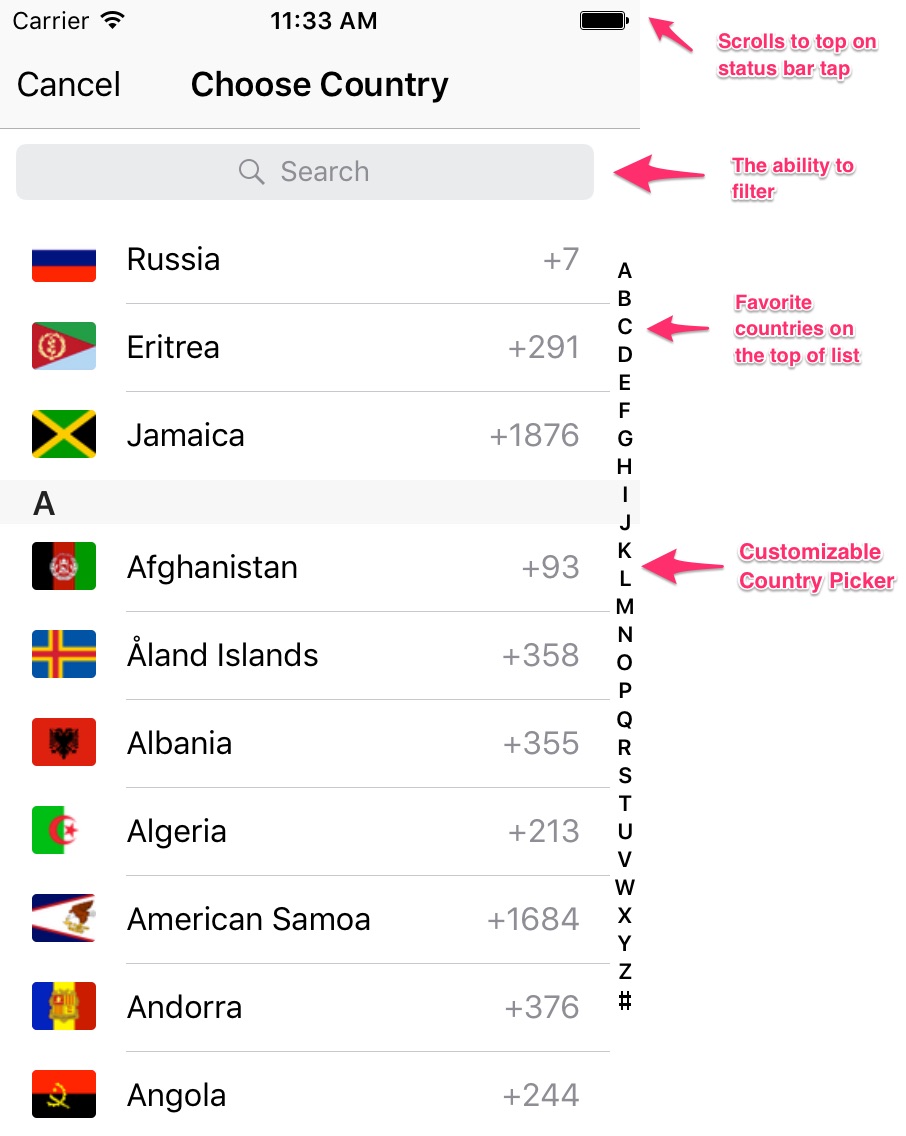 Carrier 11:33 AM
Scrolls to top on
status bar tap
Cancel Choose Country
Search
The ability to
filter
Russia +7
Eritrea +291
Jamaica +1876
Favorite
countries on
the top of list
A
Afghanistan +93
Åland Islands +358
Albania +355
Algeria +213
American Samoa +1684
Andorra +376
Angola +244
A
B
C
D
E
F
G
H
I
J
K
L
M
N
O
P
Q
R
S
T
U
V
W
X
Y
Z
#
Customizable
Country Picker